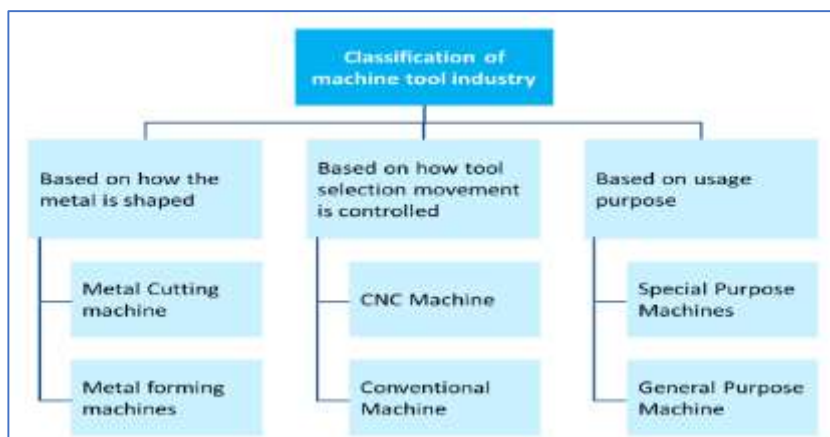 Classification of
machine tool industry
Based on how the
metal is shaped
Metal Cutting
machine
Metal forming
machines
Based on how tool
selection movement
is controlled
CNC Machine
Conventional
Machine
Based on usage
purpose
Special Purpose
Machines
General Purpose
Machine